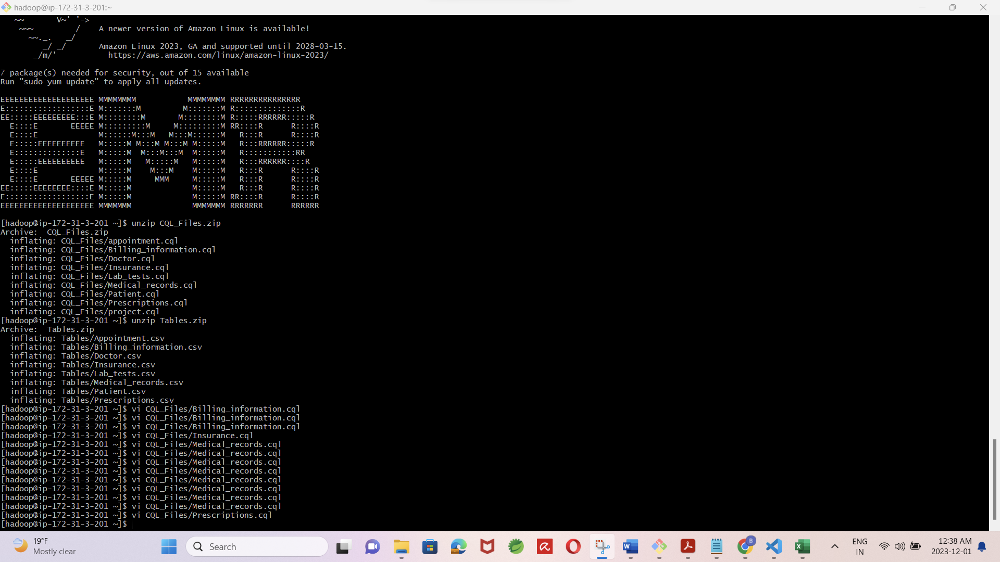 hadoop@ip-172-31-3-201:~
   ~~       V~' '->
    ~~~         /    A newer version of Amazon Linux is available!
      ~~._.   _/
         _/ _/       Amazon Linux 2023, GA and supported until 2028-03-15.
       _/m/'           https://aws.amazon.com/linux/amazon-linux-2023/
7 package(s) needed for security, out of 15 available
Run "sudo yum update" to apply all updates.
EEEEEEEEEEEEEEEEEEEE MMMMMMMM           MMMMMMMM RRRRRRRRRRRRRRR
E::::::::::::::::::E M:::::::M         M:::::::M R::::::::::::::R
EE:::::EEEEEEEEE:::E M::::::::M       M::::::::M R:::::RRRRRR:::::R
  E::::E       EEEEE M:::::::::M     M:::::::::M RR::::R      R::::R
  E::::E             M::::::M:::M   M:::M::::::M   R:::R      R::::R
  E:::::EEEEEEEEEE   M:::::M M:::M M:::M M:::::M   R:::RRRRRR:::::R
  E::::::::::::::E   M:::::M  M:::M:::M  M:::::M   R:::::::::::RR
  E:::::EEEEEEEEEE   M:::::M   M:::::M   M:::::M   R:::RRRRRR::::R
  E::::E             M:::::M    M:::M    M:::::M   R:::R      R::::R
  E::::E       EEEEE M:::::M     MMM     M:::::M   R:::R      R::::R
EE:::::EEEEEEEE::::E M:::::M             M:::::M   R:::R      R::::R
E::::::::::::::::::E M:::::M             M:::::M RR::::R      R::::R
EEEEEEEEEEEEEEEEEEEE MMMMMMM             MMMMMMM RRRRRRR      RRRRRR
[hadoop@ip-172-31-3-201 ~]$ unzip CQL_Files.zip
Archive:  CQL_Files.zip
  inflating: CQL_Files/appointment.cql
  inflating: CQL_Files/Billing_information.cql
  inflating: CQL_Files/Doctor.cql
  inflating: CQL_Files/Insurance.cql
  inflating: CQL_Files/Lab_tests.cql
  inflating: CQL_Files/Medical_records.cql
  inflating: CQL_Files/Patient.cql
  inflating: CQL_Files/Prescriptions.cql
  inflating: CQL_Files/project.cql
[hadoop@ip-172-31-3-201 ~]$ unzip Tables.zip
Archive:  Tables.zip
  inflating: Tables/Appointment.csv
  inflating: Tables/Billing_information.csv
  inflating: Tables/Doctor.csv
  inflating: Tables/Insurance.csv
  inflating: Tables/Lab_tests.csv
  inflating: Tables/Medical_records.csv
  inflating: Tables/Patient.csv
  inflating: Tables/Prescriptions.csv
[hadoop@ip-172-31-3-201 ~]$ vi CQL_Files/Billing_information.cql
[hadoop@ip-172-31-3-201 ~]$ vi CQL_Files/Billing_information.cql
[hadoop@ip-172-31-3-201 ~]$ vi CQL_Files/Billing_information.cql
[hadoop@ip-172-31-3-201 ~]$ vi CQL_Files/Insurance.cql
[hadoop@ip-172-31-3-201 ~]$ vi CQL_Files/Medical_records.cql
[hadoop@ip-172-31-3-201 ~]$ vi CQL_Files/Medical_records.cql
[hadoop@ip-172-31-3-201 ~]$ vi CQL_Files/Medical_records.cql
[hadoop@ip-172-31-3-201 ~]$ vi CQL_Files/Medical_records.cql
[hadoop@ip-172-31-3-201 ~]$ vi CQL_Files/Medical_records.cql
[hadoop@ip-172-31-3-201 ~]$ vi CQL_Files/Medical_records.cql
[hadoop@ip-172-31-3-201 ~]$ vi CQL_Files/Medical_records.cql
[hadoop@ip-172-31-3-201 ~]$ vi CQL_Files/Medical_records.cql
[hadoop@ip-172-31-3-201 ~]$ vi CQL_Files/Prescriptions.cql
[hadoop@ip-172-31-3-201 ~]$
19°F
Mostly clear
Search
B
W
X
ENG
IN
12:38 AM
2023-12-01